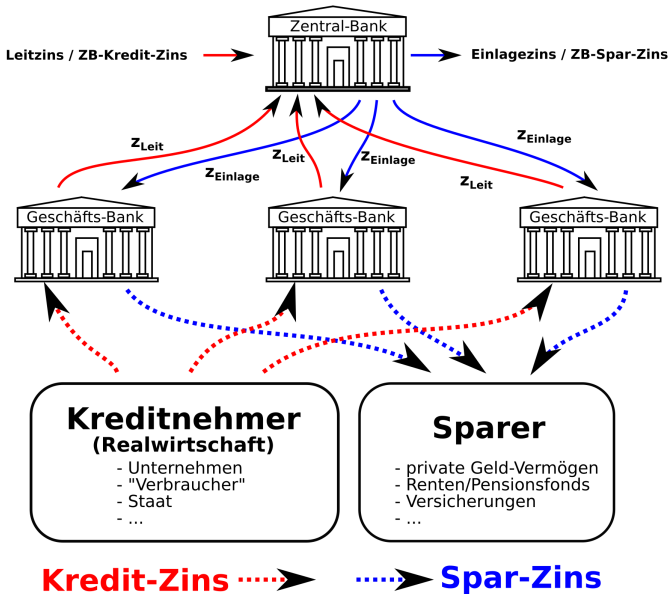 Zentral-Bank
Leitzins / ZB-Kredit-Zins
Einlagezins / ZB-Spar-Zins
zLeit
zEinlage
zLeit
zEinlage
zLeit
zEinlage
Geschäfts-Bank
Geschäfts-Bank
Geschäfts-Bank
Kreditnehmer
(Realwirtschaft)
- Unternehmen
- "Verbraucher"
- Staat
- ...
Sparer
- private Geld-Vermögen
- Renten/Pensionsfonds
- Versicherungen
- ...
Kredit-Zins
Spar-Zins